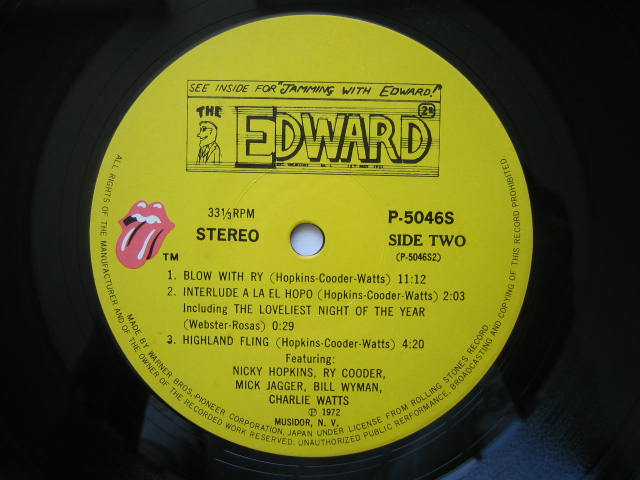 SEE INSIDE FOR "JAMMING WITH EDWARD!"
THE EDWARD
33 1/3 RPM
STEREO
P-5046S
SIDE TWO
(P-5046S2)
TM
1. BLOW WITH RY (Hopkins-Cooder-Watts) 11:12
2. INTERLUDE A LA EL HOPO (Hopkins-Cooder-Watts) 2:03
Including THE LOVELIEST NIGHT OF THE YEAR
(Webster-Rosas) 0:29
3. HIGHLAND FLING (Hopkins-Cooder-Watts) 4:20
Featuring:
NICKY HOPKINS, RY COODER,
MICK JAGGER, BILL WYMAN,
CHARLIE WATTS
Ⓟ 1972
MUSIDOR, N. V.
ALL RIGHTS OF THE MANUFACTURER AND OF THE OWNER OF THE RECORDED WORK RESERVED. UNAUTHORIZED PUBLIC PERFORMANCE, BROADCASTING AND COPYING OF THIS RECORD PROHIBITED.
MADE BY WARNER BROS. PIONEER CORPORATION, JAPAN UNDER LICENSE FROM ROLLING STONES RECORD.